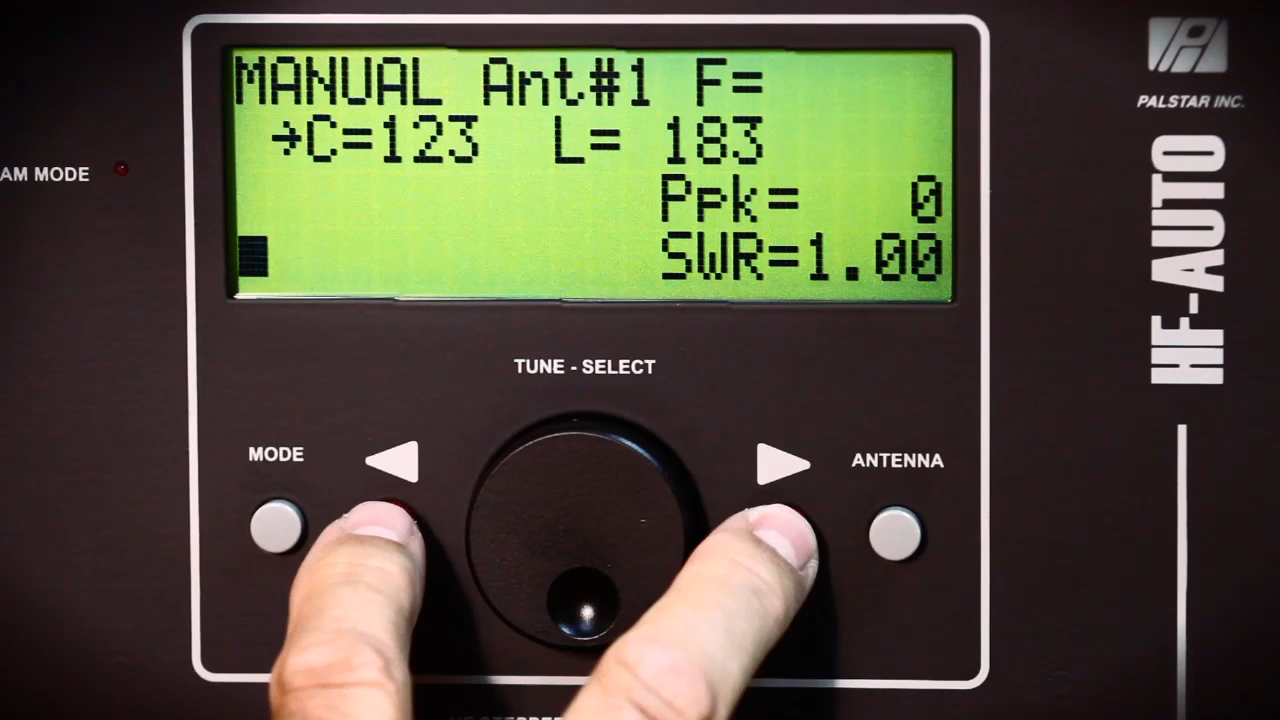 MANUAL Ant#1 F=
→C=123 L= 183
Ppk= 0
SWR=1.00
AM MODE
TUNE - SELECT
MODE
ANTENNA
PALSTAR INC.
HF-AUTO